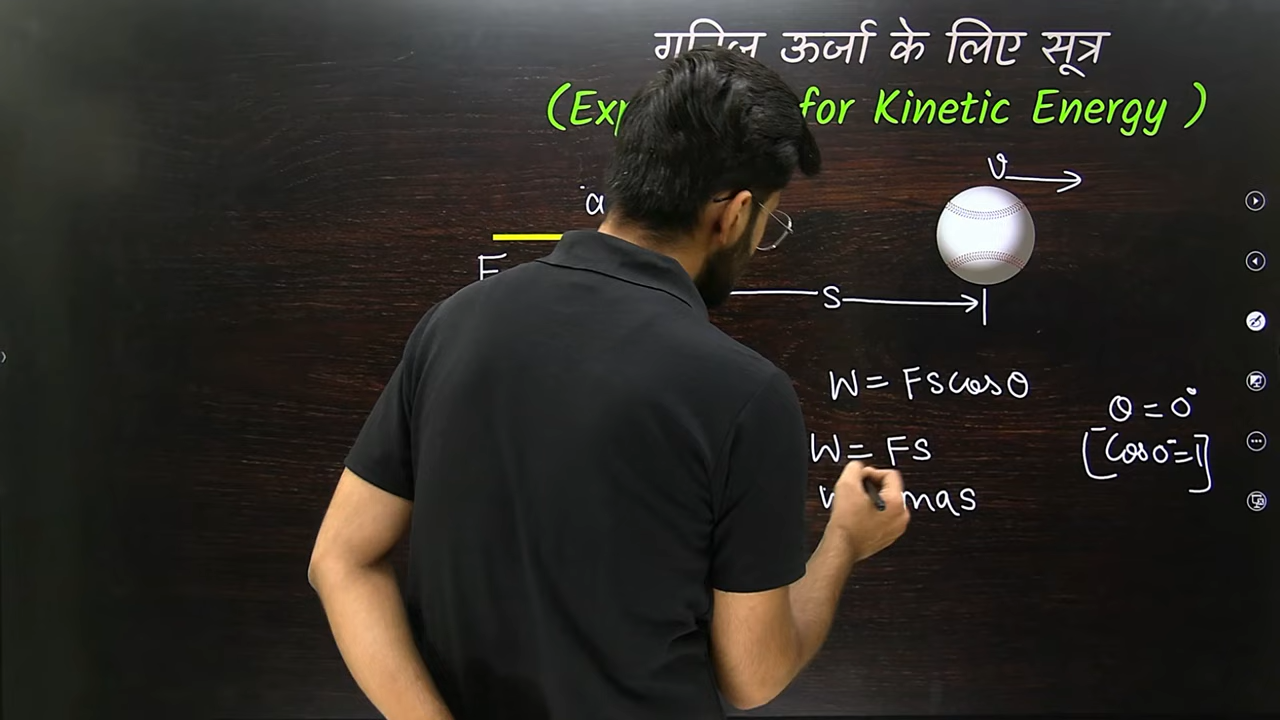 ऊर्जा के लिए सूत्र
for Kinetic Energy )
v
a
F
S
W = FScosθ
θ = 0°
[cos0°=1]
W = FS
mas